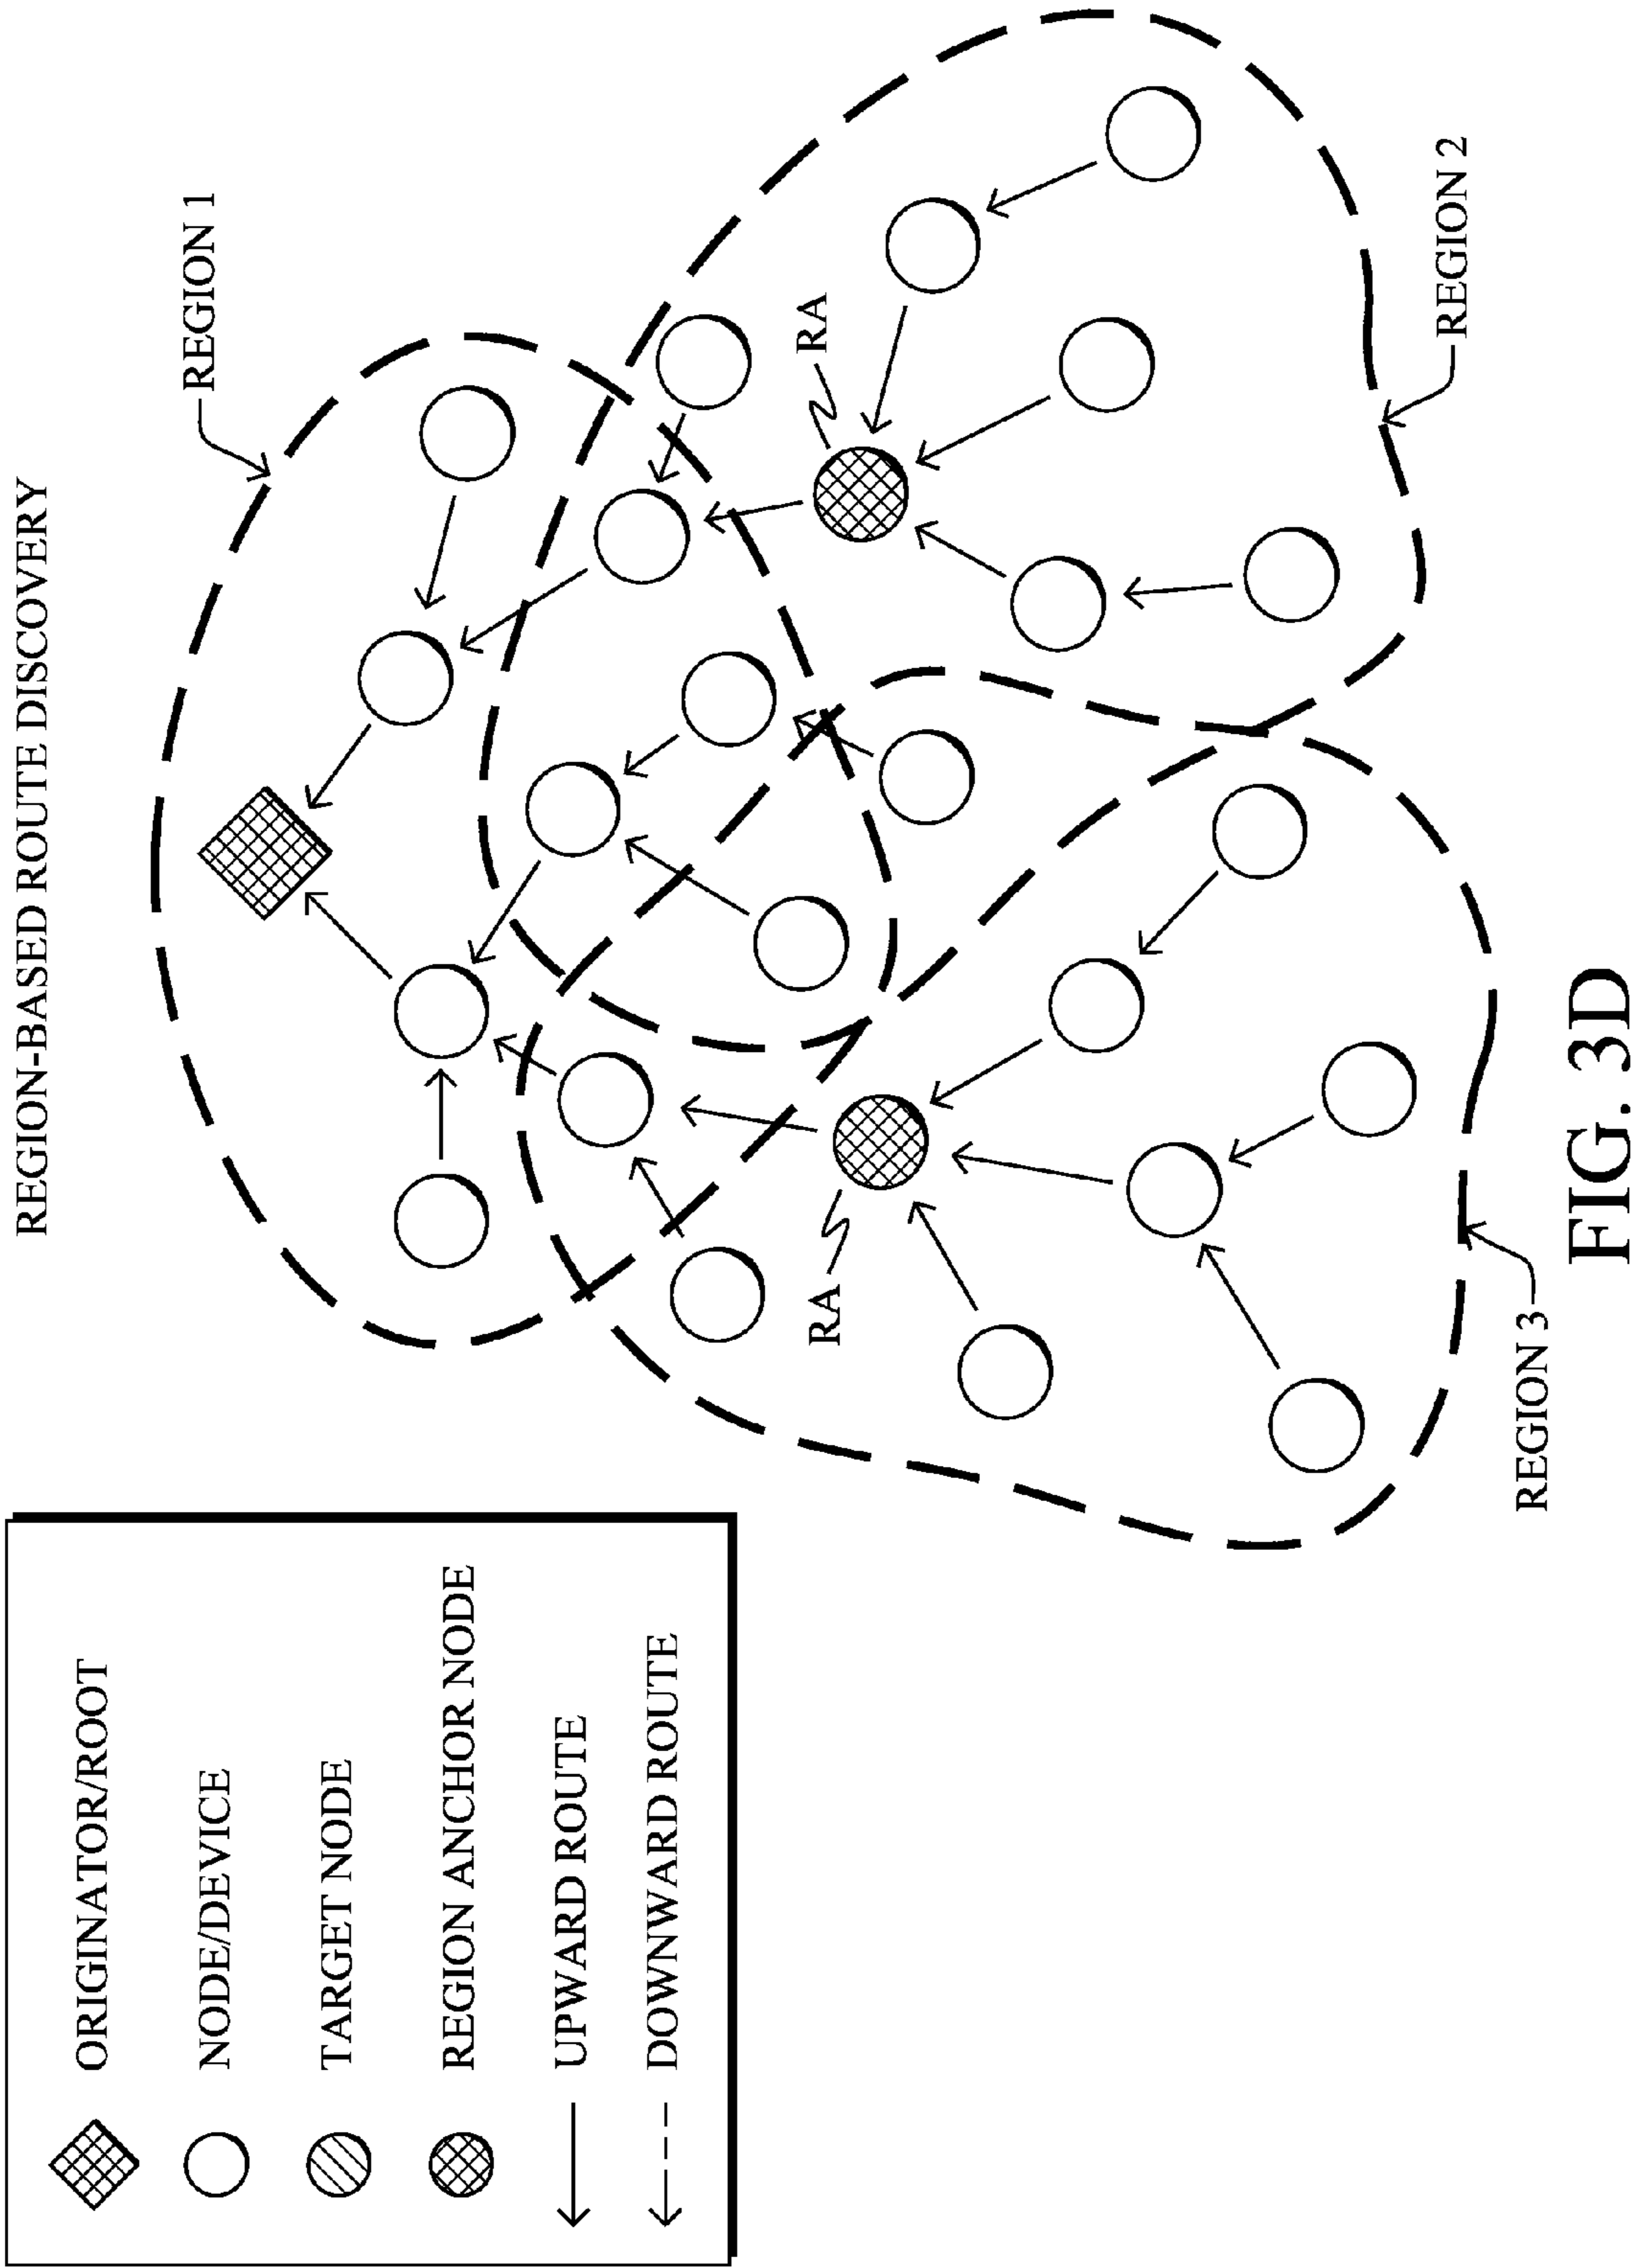 REGION-BASED ROUTE DISCOVERY
ORIGINATOR/ROOT
NODE/DEVICE
TARGET NODE
REGION ANCHOR NODE
UPWARD ROUTE
DOWNWARD ROUTE
REGION 1
RA
RA
REGION 2
REGION 3
FIG. 3D